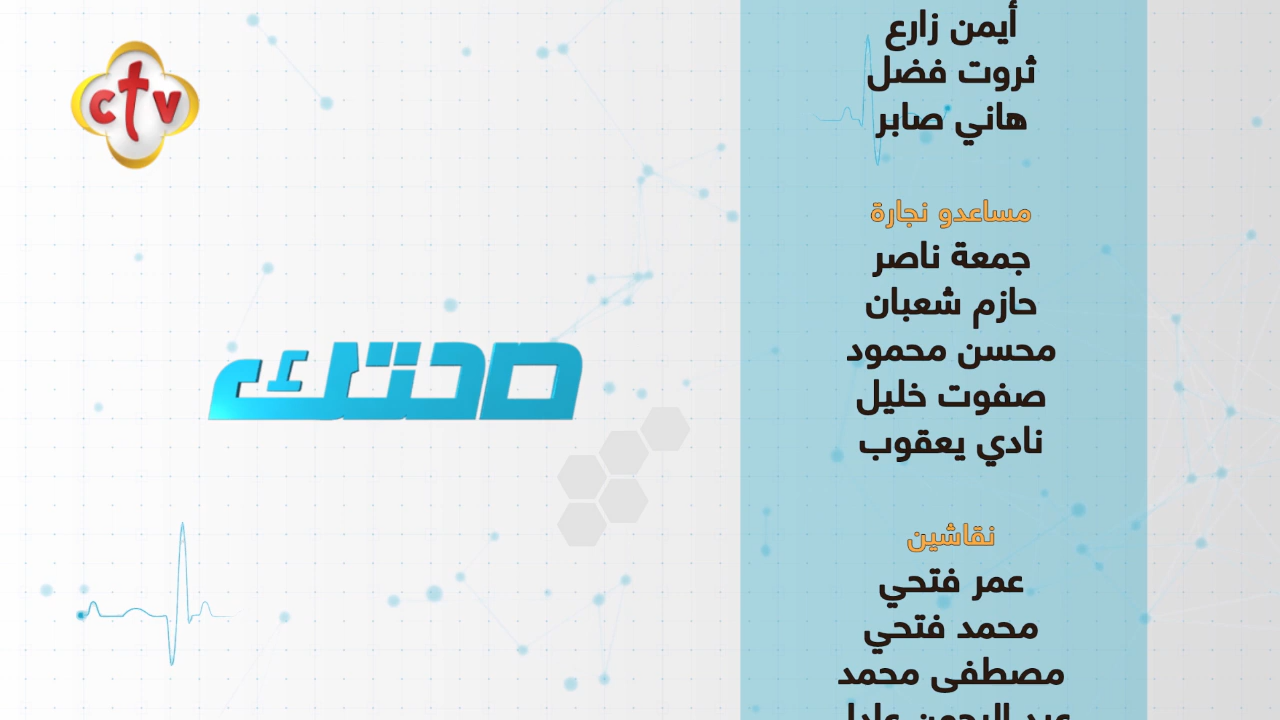 ctv
صحتك
أيمن زارع
ثروت فضل
هاني صابر
مساعدو نجارة
جمعة ناصر
حازم شعبان
محسن محمود
صفوت خليل
نادي يعقوب
نقاشين
عمر فتحي
محمد فتحي
مصطفى محمد